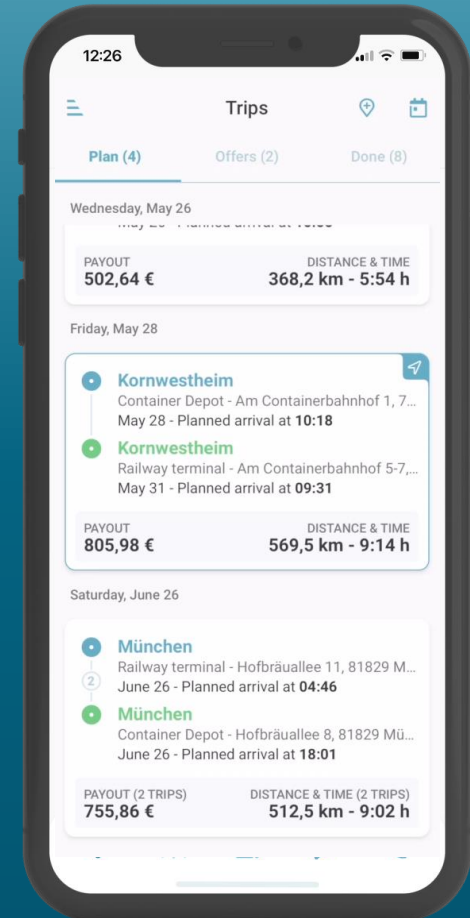 12:26
Trips
Plan (4) Offers (2) Done (8)
Wednesday, May 26
PAYOUT DISTANCE & TIME
502,64 € 368,2 km - 5:54 h
Friday, May 28
Kornwestheim
Container Depot - Am Containerbahnhof 1, 7...
May 28 - Planned arrival at 10:18
Kornwestheim
Railway terminal - Am Containerbahnhof 5-7,...
May 31 - Planned arrival at 09:31
PAYOUT DISTANCE & TIME
805,98 € 569,5 km - 9:14 h
Saturday, June 26
München
Railway terminal - Hofbräuallee 11, 81829 M...
2
June 26 - Planned arrival at 04:46
München
Container Depot - Hofbräuallee 8, 81829 Mü...
June 26 - Planned arrival at 18:01
PAYOUT (2 TRIPS) DISTANCE & TIME (2 TRIPS)
755,86 € 512,5 km - 9:02 h